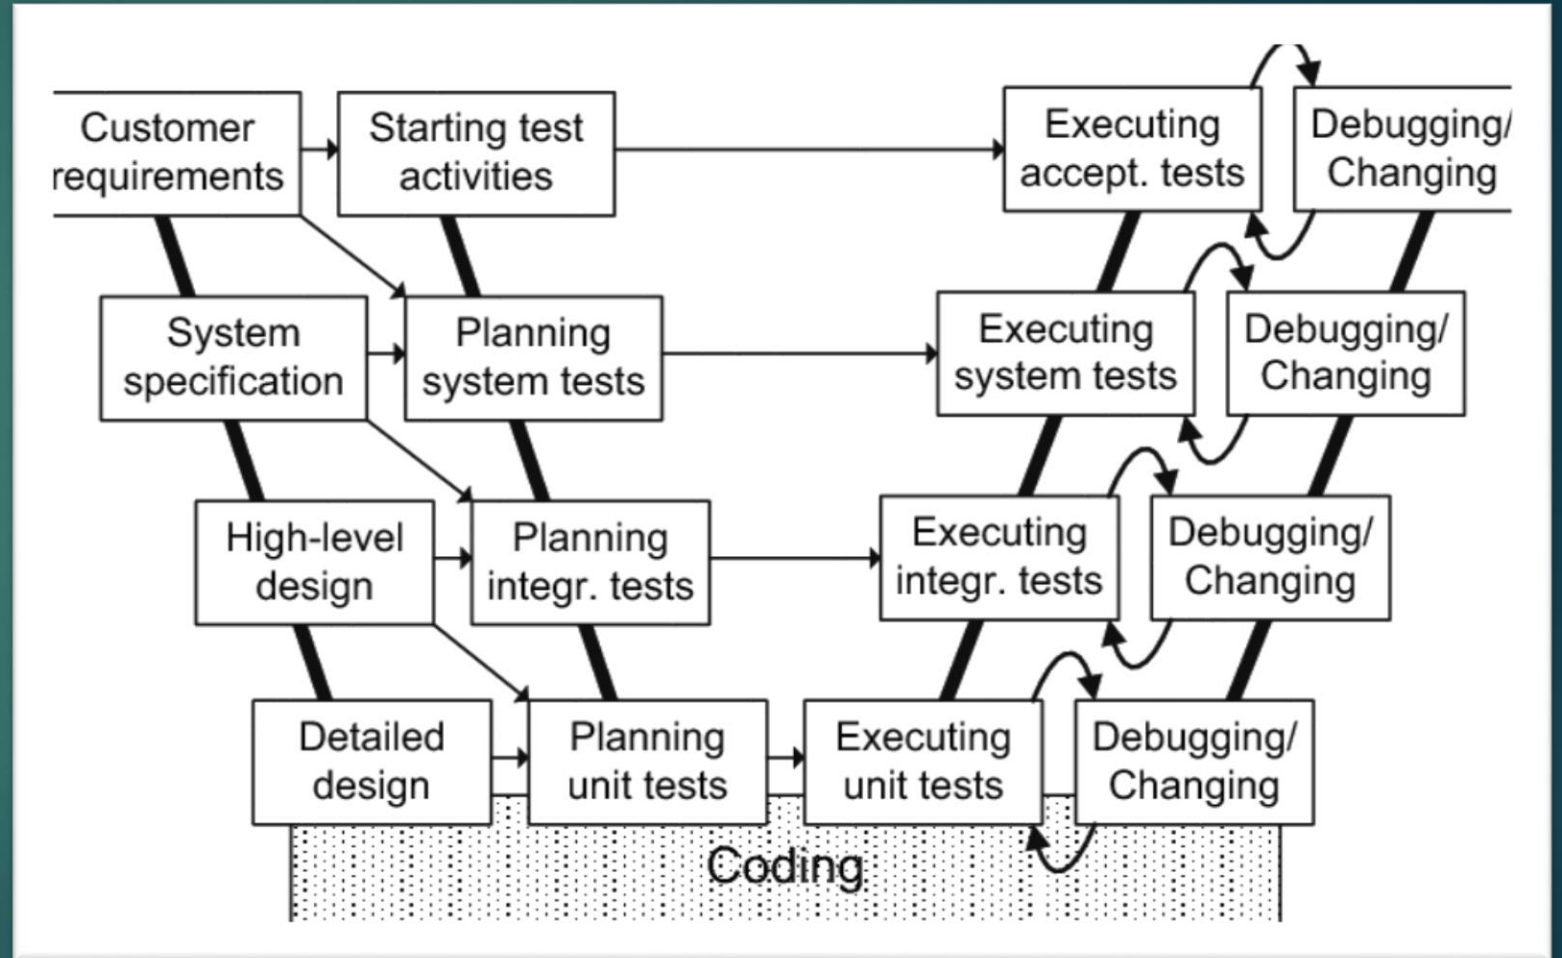 Customer
requirements
Starting test
activities
Executing
accept. tests
Debugging/
Changing
System
specification
Planning
system tests
Executing
system tests
Debugging/
Changing
High-level
design
Planning
integr. tests
Executing
integr. tests
Debugging/
Changing
Detailed
design
Planning
unit tests
Executing
unit tests
Debugging/
Changing
Coding